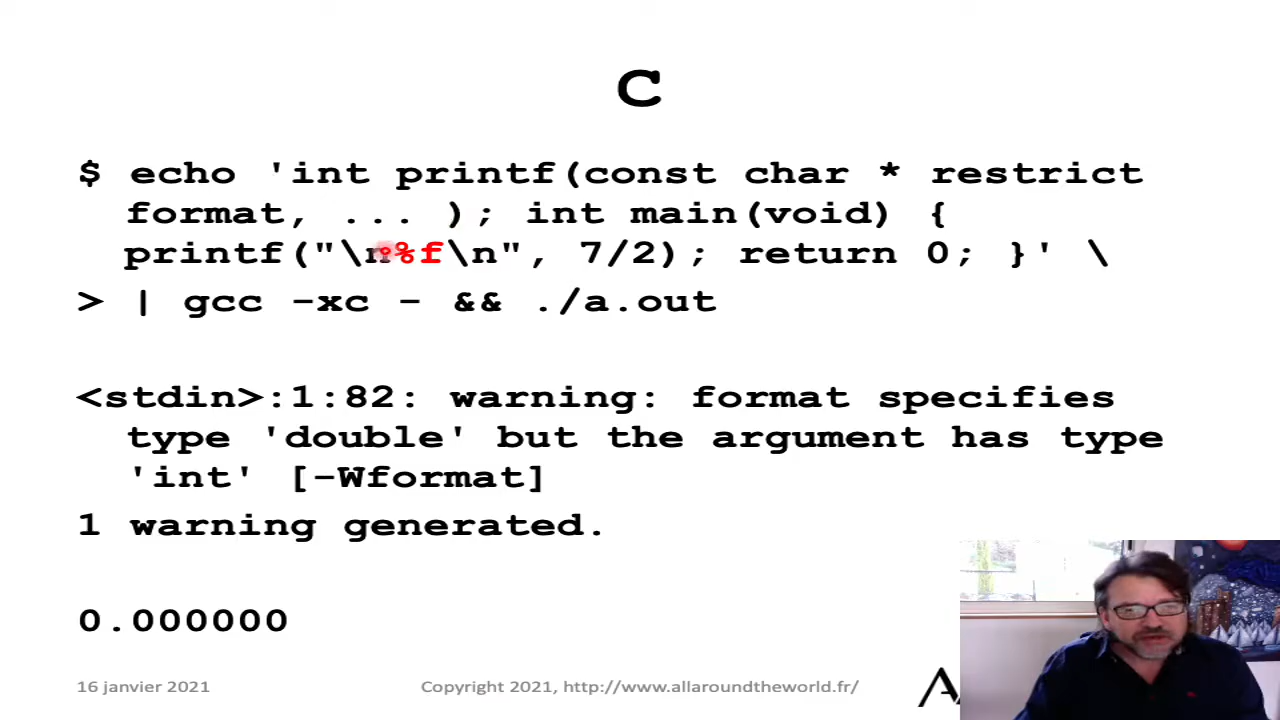 C
$ echo 'int printf(const char * restrict
format, ... ); int main(void) {
printf("\n%f\n", 7/2); return 0; }' \
> | gcc -xc - && ./a.out
<stdin>:1:82: warning: format specifies
type 'double' but the argument has type
'int' [-Wformat]
1 warning generated.
0.000000
16 janvier 2021
Copyright 2021, http://www.allaroundtheworld.fr/